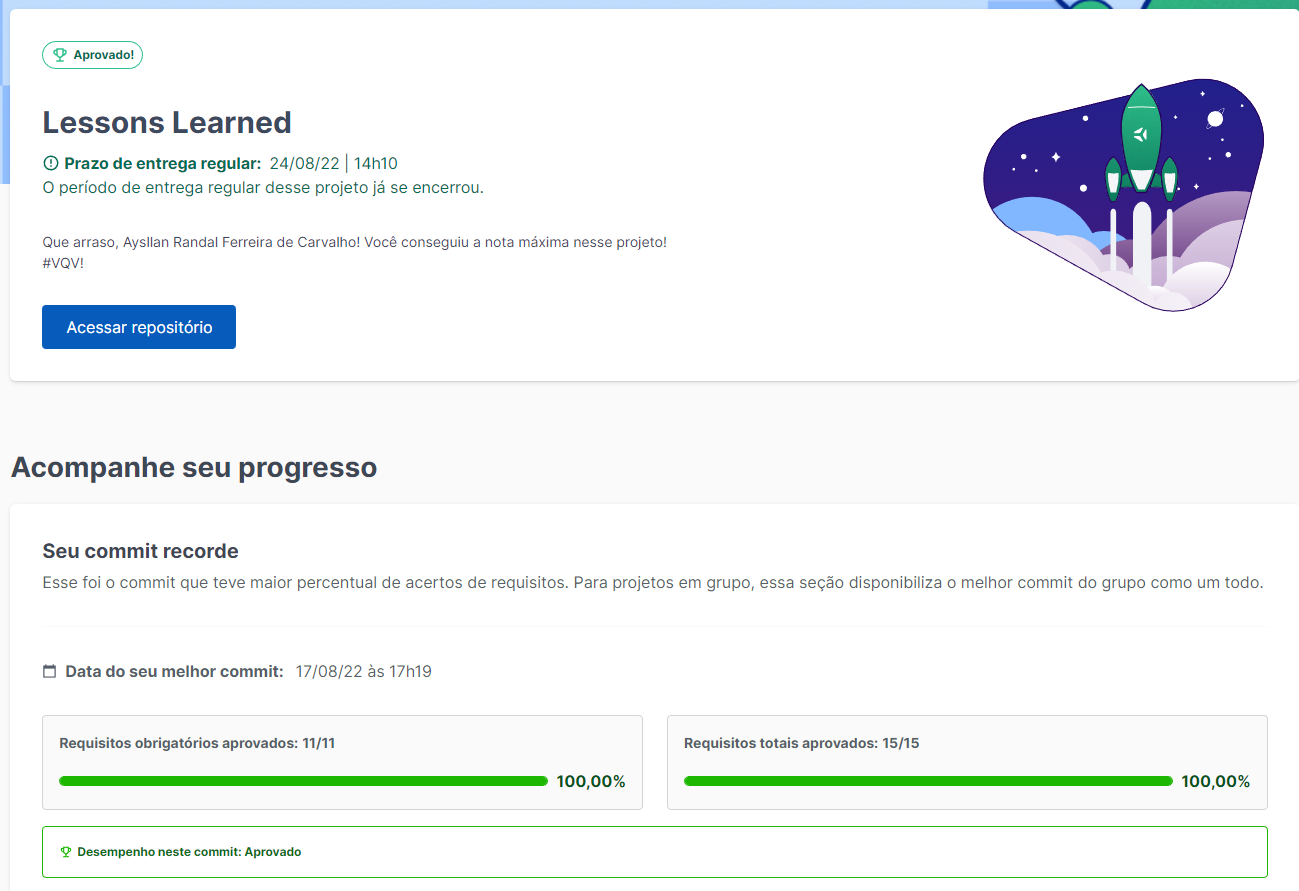 Aprovado!
Lessons Learned
Prazo de entrega regular: 24/08/22 | 14h10
O período de entrega regular desse projeto já se encerrou.
Que arraso, Aysllan Randal Ferreira de Carvalho! Você conseguiu a nota máxima nesse projeto!
#VQV!
Acessar repositório
Acompanhe seu progresso
Seu commit recorde
Esse foi o commit que teve maior percentual de acertos de requisitos. Para projetos em grupo, essa seção disponibiliza o melhor commit do grupo como um todo.
Data do seu melhor commit: 17/08/22 às 17h19
Requisitos obrigatórios aprovados: 11/11
100,00%
Requisitos totais aprovados: 15/15
100,00%
Desempenho neste commit: Aprovado